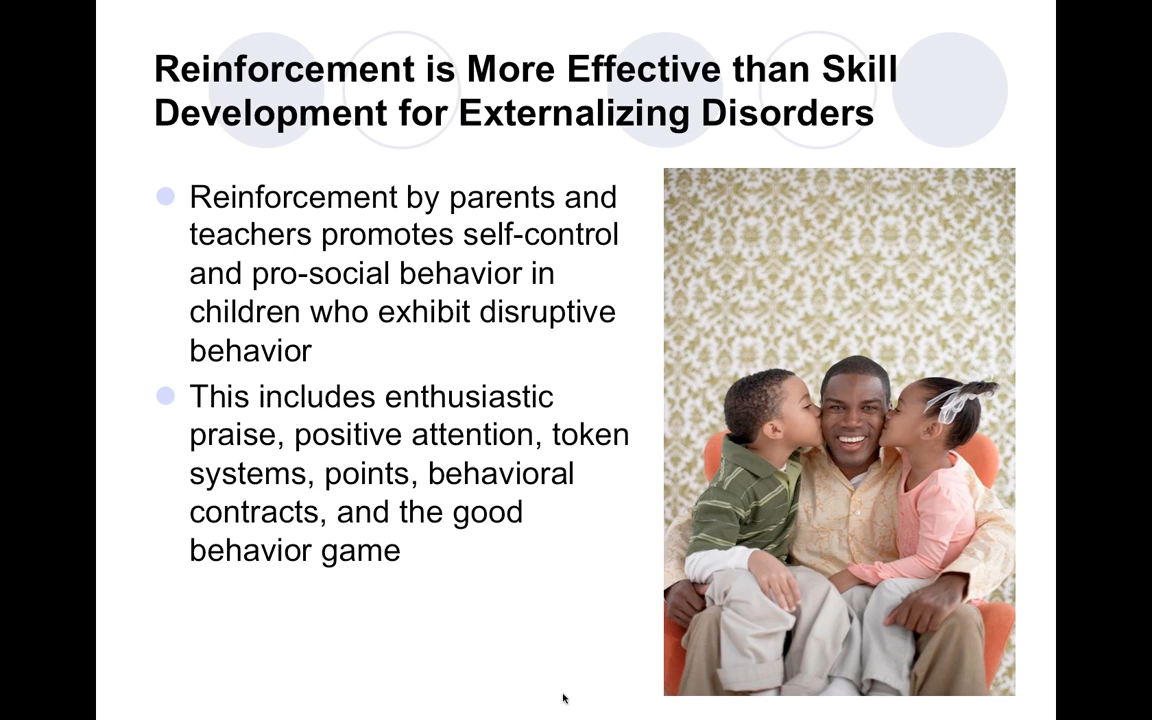 Reinforcement is More Effective than Skill
Development for Externalizing Disorders
Reinforcement by parents and
teachers promotes self-control
and pro-social behavior in
children who exhibit disruptive
behavior
This includes enthusiastic
praise, positive attention, token
systems, points, behavioral
contracts, and the good
behavior game